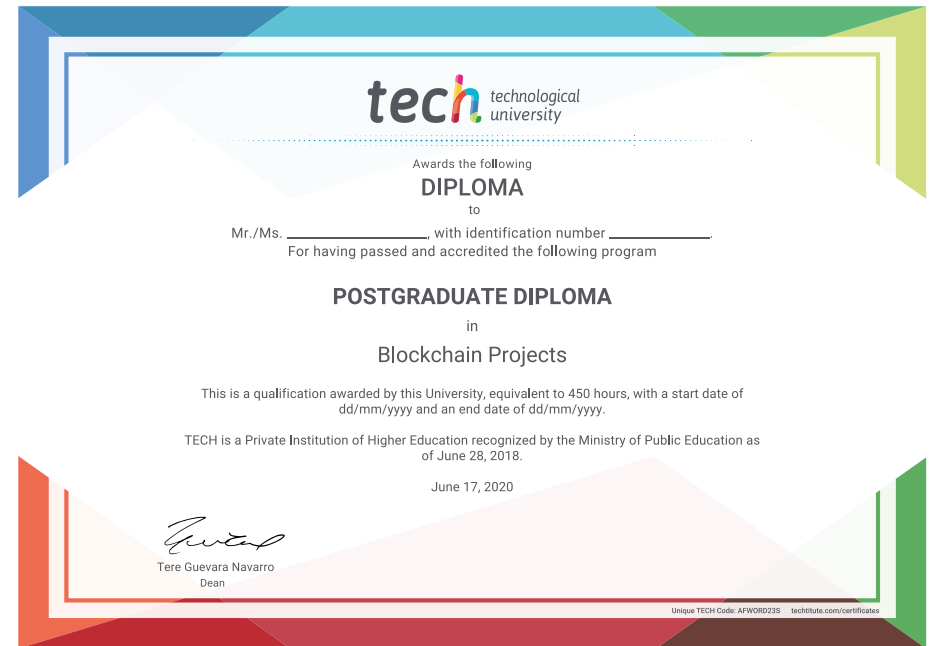 tech technological
university
Awards the following
DIPLOMA
to
Mr./Ms. ____________________, with identification number ______________.
For having passed and accredited the following program
POSTGRADUATE DIPLOMA
in
Blockchain Projects
This is a qualification awarded by this University, equivalent to 450 hours, with a start date of
dd/mm/yyyy and an end date of dd/mm/yyyy.
TECH is a Private Institution of Higher Education recognized by the Ministry of Public Education as
of June 28, 2018.
June 17, 2020
Tere Guevara Navarro
Dean
Unique TECH Code: AFWORD23S techtitute.com/certificates